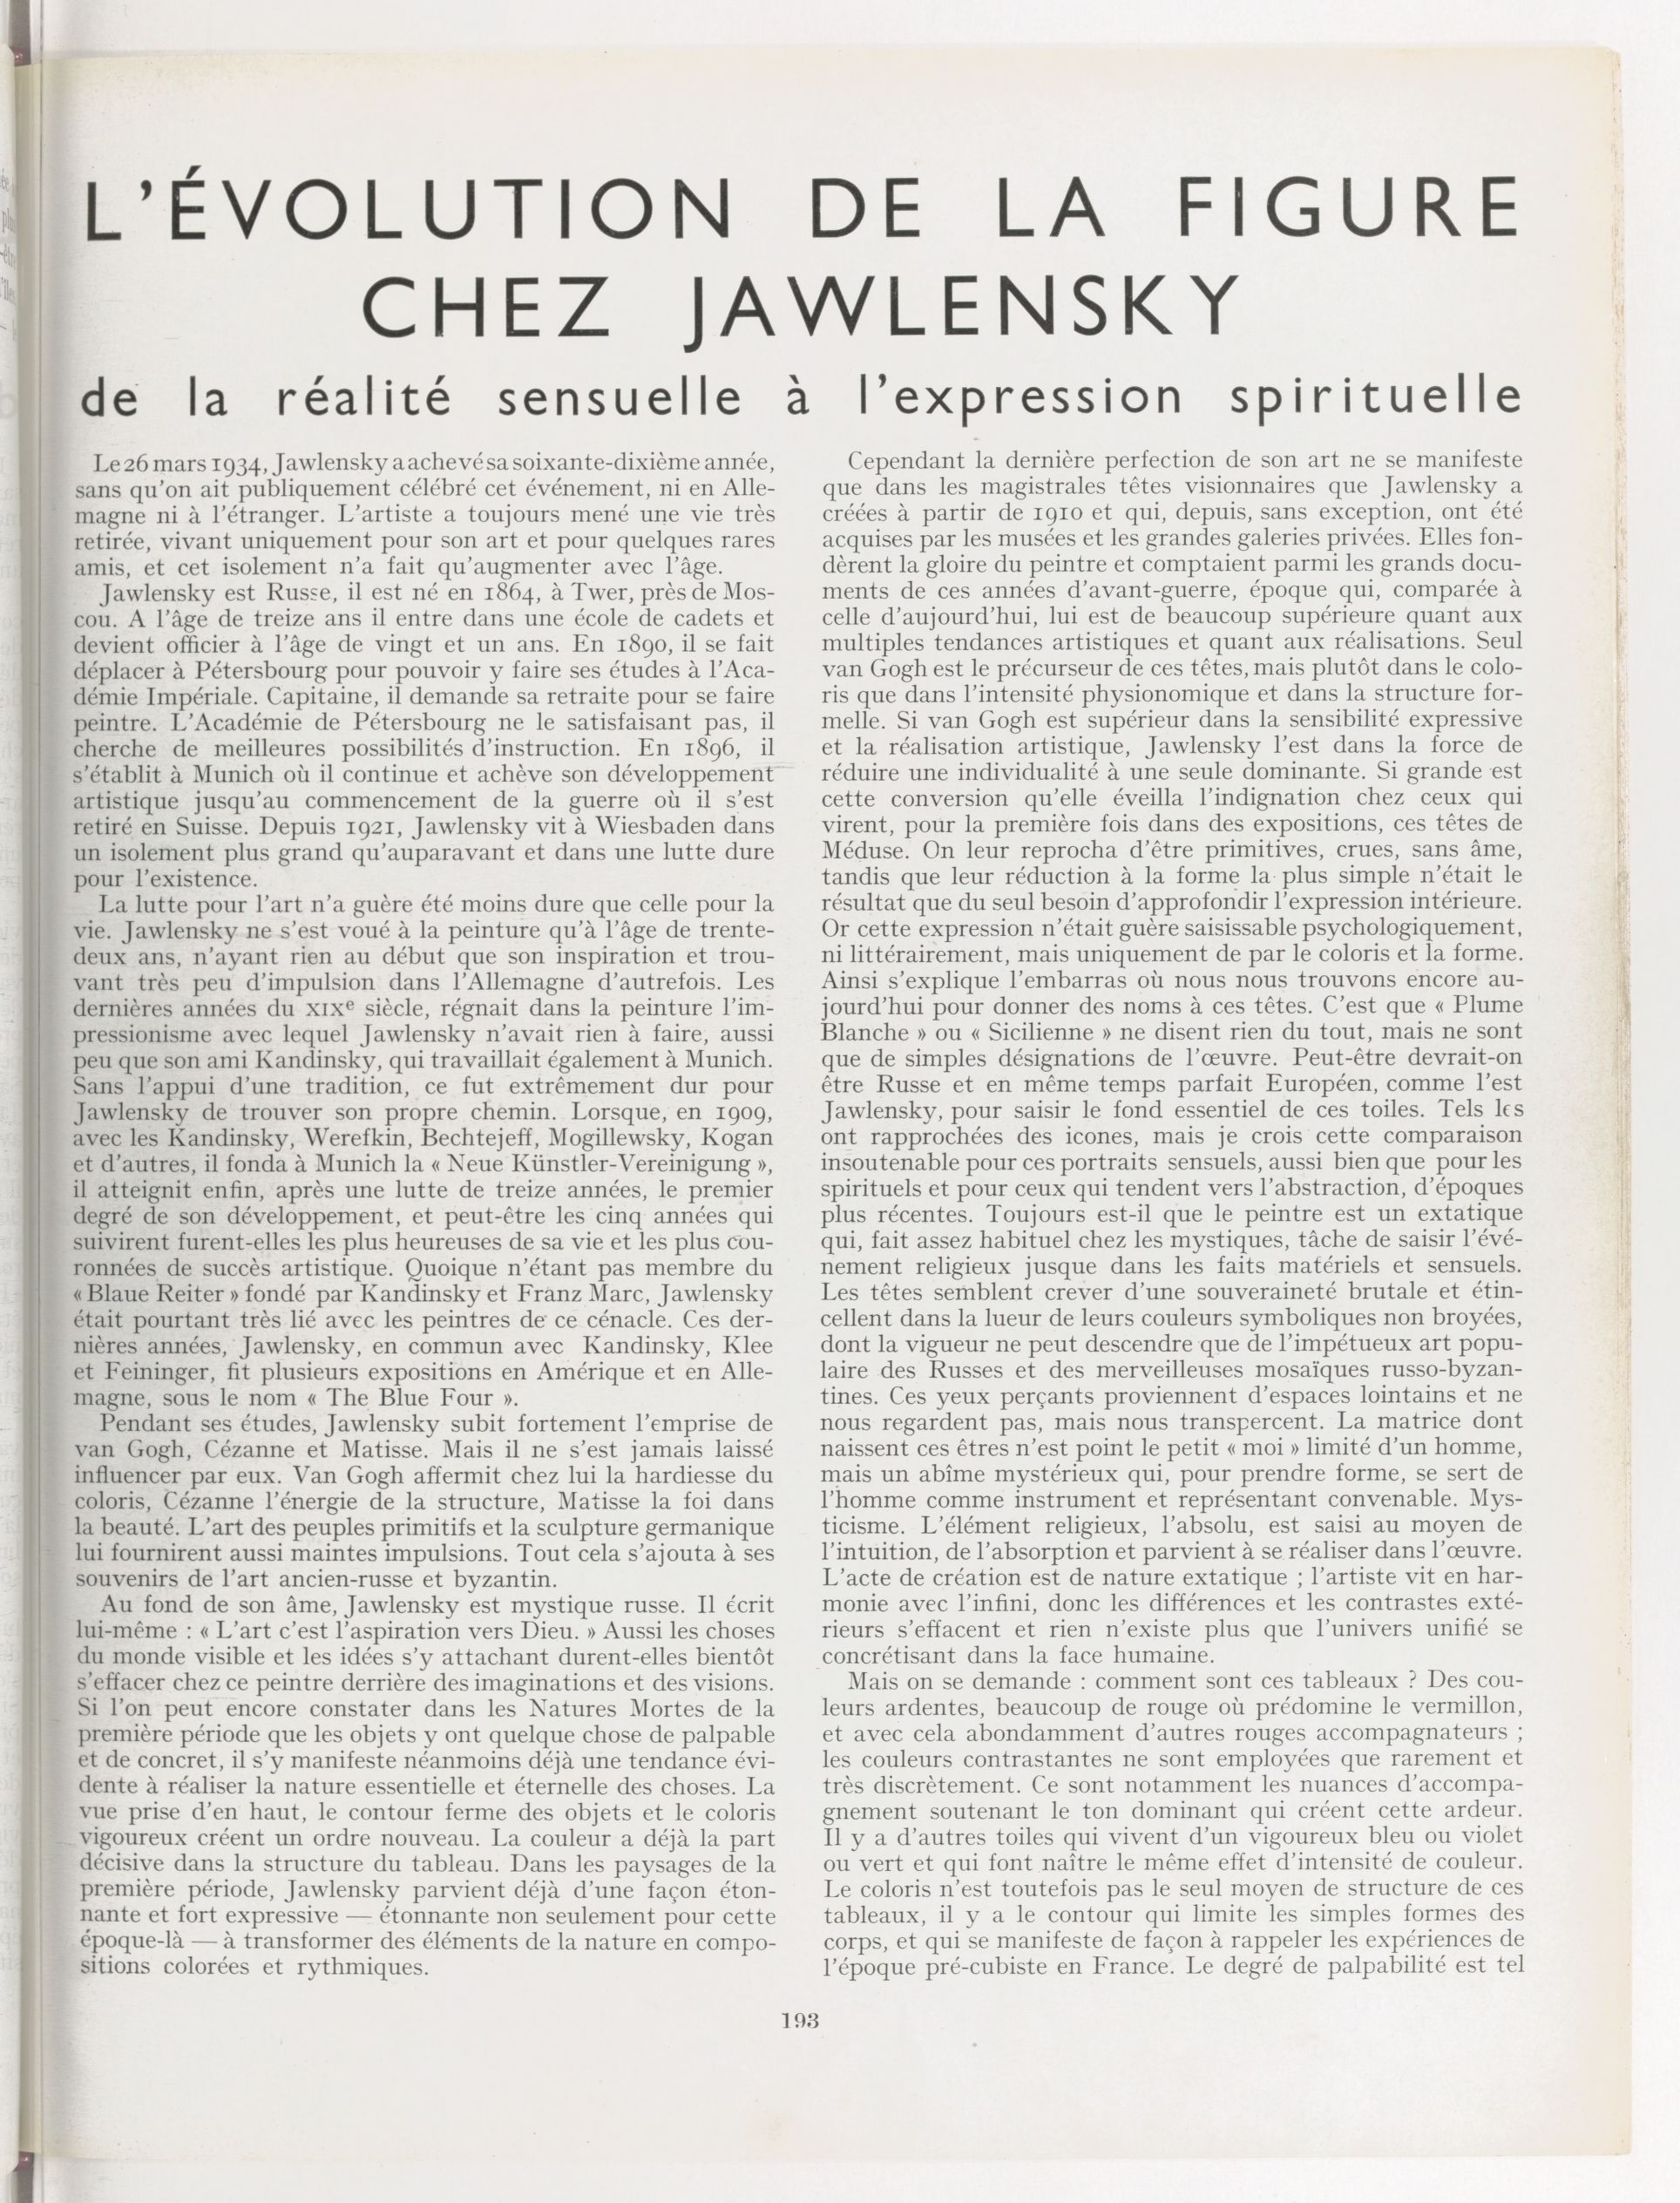 L'ÉVOLUTION DE LA FIGURE
CHEZ JAWLENSKY
de la réalité sensuelle à l'expression spirituelle
Le 26 mars 1934, Jawlensky a achevé sa soixante-dixième année,
sans qu'on ait publiquement célébré cet événement, ni en Alle-
magne ni à l'étranger. L'artiste a toujours mené une vie très
retirée, vivant uniquement pour son art et pour quelques rares
amis, et cet isolement n'a fait qu'augmenter avec l'âge.
Jawlensky est Russe, il est né en 1864, à Twer, près de Mos-
cou. A l'âge de treize ans il entre dans une école de cadets et
devient officier à l'âge de vingt et un ans. En 1890, il se fait
déplacer à Pétersbourg pour pouvoir y faire ses études à l'Aca-
démie Impériale. Capitaine, il demande sa retraite pour se faire
peintre. L'Académie de Pétersbourg ne le satisfaisant pas, il
cherche de meilleures possibilités d'instruction. En 1896, il
s'établit à Munich où il continue et achève son développement
artistique jusqu'au commencement de la guerre où il s'est
retiré en Suisse. Depuis 1921, Jawlensky vit à Wiesbaden dans
un isolement plus grand qu'auparavant et dans une lutte dure
pour l'existence.
La lutte pour l'art n'a guère été moins dure que celle pour la
vie. Jawlensky ne s'est voué à la peinture qu'à l'âge de trente-
deux ans, n'ayant rien au début que son inspiration et trou-
vant très peu d'impulsion dans l'Allemagne d'autrefois. Les
dernières années du XIXe siècle, régnait dans la peinture l'im-
pressionisme avec lequel Jawlensky n'avait rien à faire, aussi
peu que son ami Kandinsky, qui travaillait également à Munich.
Sans l'appui d'une tradition, ce fut extrêmement dur pour
Jawlensky de trouver son propre chemin. Lorsque, en 1909,
avec les Kandinsky, Werefkin, Bechtejeff, Mogillewsky, Kogan
et d'autres, il fonda à Munich la « Neue Künstler-Vereinigung »,
il atteignit enfin, après une lutte de treize années, le premier
degré de son développement, et peut-être les cinq années qui
suivirent furent-elles les plus heureuses de sa vie et les plus cou-
ronnées de succès artistique. Quoique n'étant pas membre du
« Blaue Reiter » fondé par Kandinsky et Franz Marc, Jawlensky
était pourtant très lié avec les peintres de ce cénacle. Ces der-
nières années, Jawlensky, en commun avec Kandinsky, Klee
et Feininger, fit plusieurs expositions en Amérique et en Alle-
magne, sous le nom « The Blue Four ».
Pendant ses études, Jawlensky subit fortement l'emprise de
van Gogh, Cézanne et Matisse. Mais il ne s'est jamais laissé
influencer par eux. Van Gogh affermit chez lui la hardiesse du
coloris, Cézanne l'énergie de la structure, Matisse la foi dans
la beauté. L'art des peuples primitifs et la sculpture germanique
lui fournirent aussi maintes impulsions. Tout cela s'ajouta à ses
souvenirs de l'art ancien-russe et byzantin.
Au fond de son âme, Jawlensky est mystique russe. Il écrit
lui-même : « L'art c'est l'aspiration vers Dieu. » Aussi les choses
du monde visible et les idées s'y attachant durent-elles bientôt
s'effacer chez ce peintre derrière des imaginations et des visions.
Si l'on peut encore constater dans les Natures Mortes de la
première période que les objets y ont quelque chose de palpable
et de concret, il s'y manifeste néanmoins déjà une tendance évi-
dente à réaliser la nature essentielle et éternelle des choses. La
vue prise d'en haut, le contour ferme des objets et le coloris
vigoureux créent un ordre nouveau. La couleur a déjà la part
décisive dans la structure du tableau. Dans les paysages de la
première période, Jawlensky parvient déjà d'une façon éton-
nante et fort expressive — étonnante non seulement pour cette
époque-là — à transformer des éléments de la nature en compo-
sitions colorées et rythmiques.
Cependant la dernière perfection de son art ne se manifeste
que dans les magistrales têtes visionnaires que Jawlensky a
créées à partir de 1910 et qui, depuis, sans exception, ont été
acquises par les musées et les grandes galeries privées. Elles fon-
dèrent la gloire du peintre et comptaient parmi les grands docu-
ments de ces années d'avant-guerre, époque qui, comparée à
celle d'aujourd'hui, lui est de beaucoup supérieure quant aux
multiples tendances artistiques et quant aux réalisations. Seul
van Gogh est le précurseur de ces têtes, mais plutôt dans le colo-
ris que dans l'intensité physionomique et dans la structure for-
melle. Si van Gogh est supérieur dans la sensibilité expressive
et la réalisation artistique, Jawlensky l'est dans la force de
réduire une individualité à une seule dominante. Si grande est
cette conversion qu'elle éveilla l'indignation chez ceux qui
virent, pour la première fois dans des expositions, ces têtes de
Méduse. On leur reprocha d'être primitives, crues, sans âme,
tandis que leur réduction à la forme la plus simple n'était le
résultat que du seul besoin d'approfondir l'expression intérieure.
Or cette expression n'était guère saisissable psychologiquement,
ni littérairement, mais uniquement de par le coloris et la forme.
Ainsi s'explique l'embarras où nous nous trouvons encore au-
jourd'hui pour donner des noms à ces têtes. C'est que « Plume
Blanche » ou « Sicilienne » ne disent rien du tout, mais ne sont
que de simples désignations de l'œuvre. Peut-être devrait-on
être Russe et en même temps parfait Européen, comme l'est
Jawlensky, pour saisir le fond essentiel de ces toiles. Tels les
ont rapprochées des icones, mais je crois cette comparaison
insoutenable pour ces portraits sensuels, aussi bien que pour les
spirituels et pour ceux qui tendent vers l'abstraction, d'époques
plus récentes. Toujours est-il que le peintre est un extatique
qui, fait assez habituel chez les mystiques, tâche de saisir l'évé-
nement religieux jusque dans les faits matériels et sensuels.
Les têtes semblent crever d'une souveraineté brutale et étin-
cellent dans la lueur de leurs couleurs symboliques non broyées,
dont la vigueur ne peut descendre que de l'impétueux art popu-
laire des Russes et des merveilleuses mosaïques russo-byzan-
tines. Ces yeux perçants proviennent d'espaces lointains et ne
nous regardent pas, mais nous transpercent. La matrice dont
naissent ces êtres n'est point le petit « moi » limité d'un homme,
mais un abîme mystérieux qui, pour prendre forme, se sert de
l'homme comme instrument et représentant convenable. Mys-
ticisme. L'élément religieux, l'absolu, est saisi au moyen de
l'intuition, de l'absorption et parvient à se réaliser dans l'œuvre.
L'acte de création est de nature extatique ; l'artiste vit en har-
monie avec l'infini, donc les différences et les contrastes exté-
rieurs s'effacent et rien n'existe plus que l'univers unifié se
concrétisant dans la face humaine.
Mais on se demande : comment sont ces tableaux ? Des cou-
leurs ardentes, beaucoup de rouge où prédomine le vermillon,
et avec cela abondamment d'autres rouges accompagnateurs ;
les couleurs contrastantes ne sont employées que rarement et
très discrètement. Ce sont notamment les nuances d'accompa-
gnement soutenant le ton dominant qui créent cette ardeur.
Il y a d'autres toiles qui vivent d'un vigoureux bleu ou violet
ou vert et qui font naître le même effet d'intensité de couleur.
Le coloris n'est toutefois pas le seul moyen de structure de ces
tableaux, il y a le contour qui limite les simples formes des
corps, et qui se manifeste de façon à rappeler les expériences de
l'époque pré-cubiste en France. Le degré de palpabilité est tel
193